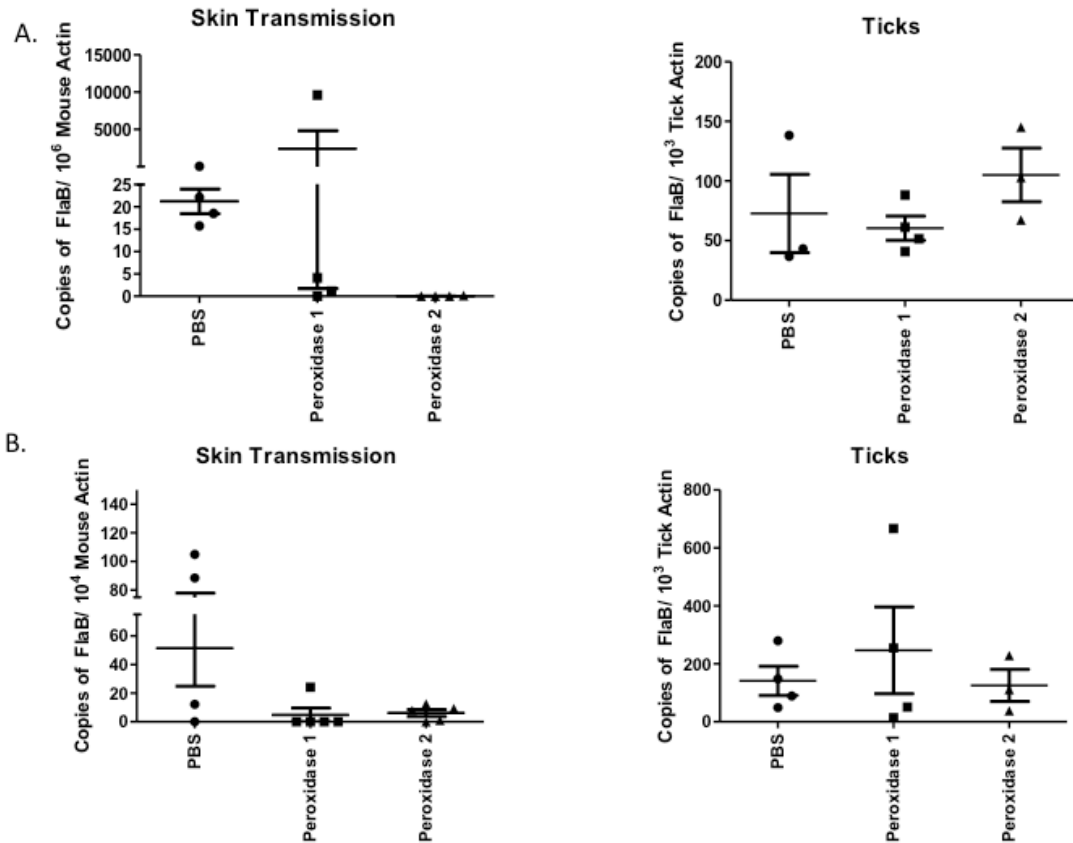 A.
Skin Transmission
Copies of FlaB/ 10⁶ Mouse Actin
15000
10000
5000
25
20
15
10
5
0
PBS
Peroxidase 1
Peroxidase 2
Ticks
Copies of FlaB/ 10³ Tick Actin
200
150
100
50
0
PBS
Peroxidase 1
Peroxidase 2
B.
Skin Transmission
Copies of FlaB/ 10⁴ Mouse Actin
140
120
100
80
60
40
20
0
PBS
Peroxidase 1
Peroxidase 2
Ticks
Copies of FlaB/ 10³ Tick Actin
800
600
400
200
0
PBS
Peroxidase 1
Peroxidase 2